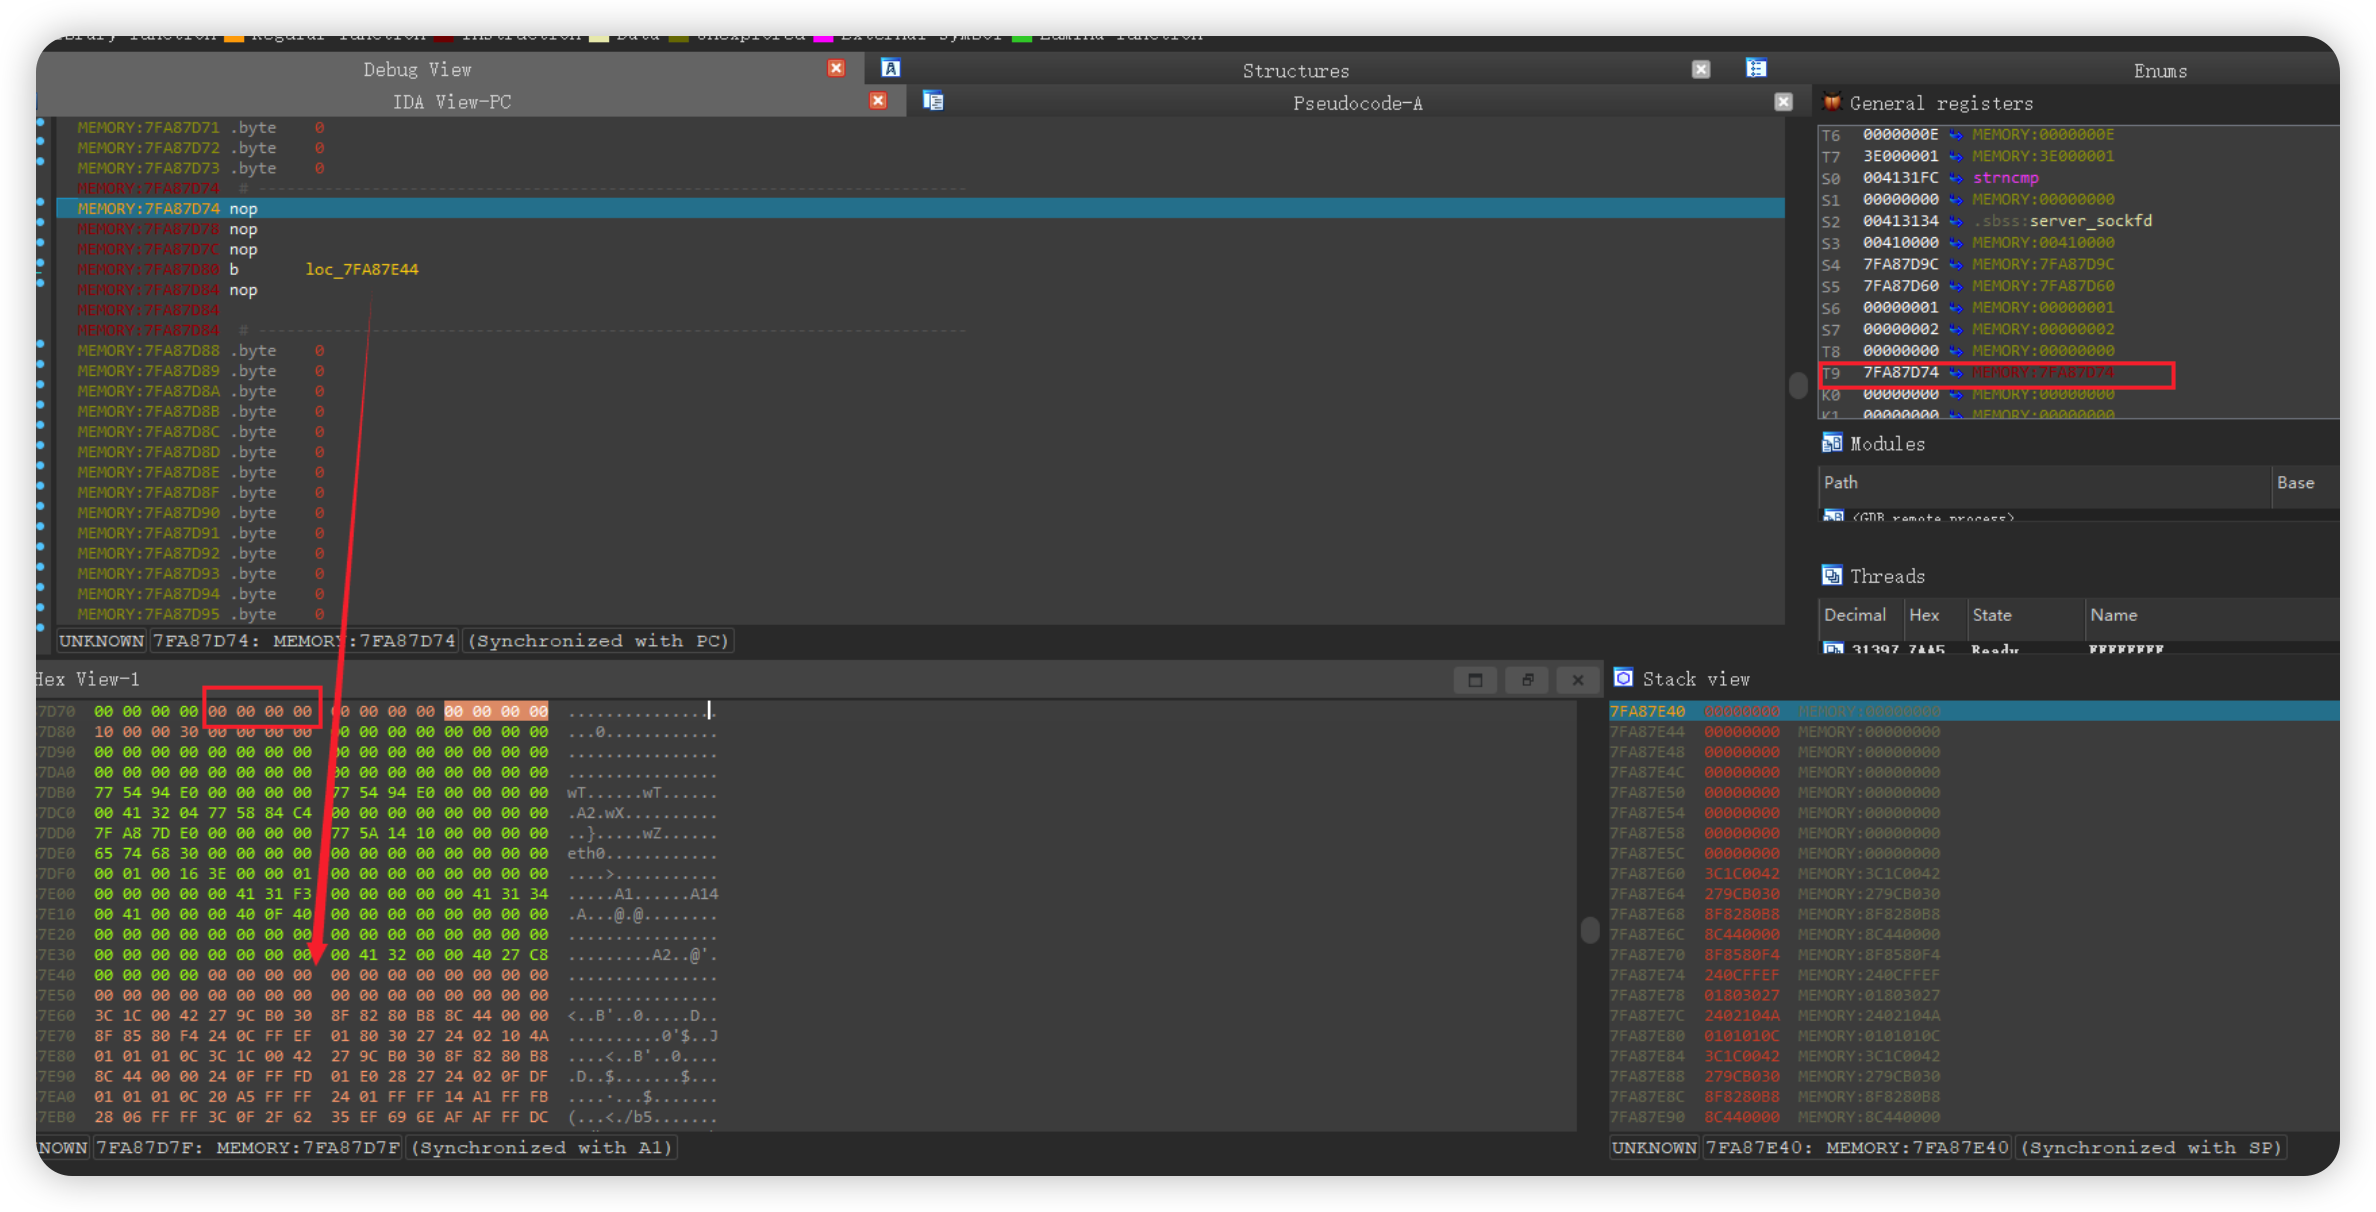 Library function Regular function Instruction Data Unexplored External symbol Lumina function
Debug View
Structures
Enums
IDA View-PC
Pseudocode-A
General registers
MEMORY:7FA87D71 .byte 0
MEMORY:7FA87D72 .byte 0
MEMORY:7FA87D73 .byte 0
MEMORY:7FA87D74 # ---------------------------------------------------------------------------
MEMORY:7FA87D74 nop
MEMORY:7FA87D78 nop
MEMORY:7FA87D7C nop
MEMORY:7FA87D80 b loc_7FA87E44
MEMORY:7FA87D84 nop
MEMORY:7FA87D84
MEMORY:7FA87D84 # ---------------------------------------------------------------------------
MEMORY:7FA87D88 .byte 0
MEMORY:7FA87D89 .byte 0
MEMORY:7FA87D8A .byte 0
MEMORY:7FA87D8B .byte 0
MEMORY:7FA87D8C .byte 0
MEMORY:7FA87D8D .byte 0
MEMORY:7FA87D8E .byte 0
MEMORY:7FA87D8F .byte 0
MEMORY:7FA87D90 .byte 0
MEMORY:7FA87D91 .byte 0
MEMORY:7FA87D92 .byte 0
MEMORY:7FA87D93 .byte 0
MEMORY:7FA87D94 .byte 0
MEMORY:7FA87D95 .byte 0
UNKNOWN 7FA87D74: MEMORY:7FA87D74 (Synchronized with PC)
T6 0000000E MEMORY:0000000E
T7 3E000001 MEMORY:3E000001
S0 004131FC strncmp
S1 00000000 MEMORY:00000000
S2 00413134 .sbss:server_sockfd
S3 00410000 MEMORY:00410000
S4 7FA87D9C MEMORY:7FA87D9C
S5 7FA87D60 MEMORY:7FA87D60
S6 00000001 MEMORY:00000001
S7 00000002 MEMORY:00000002
T8 00000000 MEMORY:00000000
T9 7FA87D74 MEMORY:7FA87D74
K0 00000000 MEMORY:00000000
K1 00000000 MEMORY:00000000
Modules
Path Base
<GDB remote process>
Threads
Decimal Hex State Name
31397 7AA5 Ready FFFFFFFF
Hex View-1
7D70 00 00 00 00 00 00 00 00 00 00 00 00 00 00 00 00 ................
7D80 10 00 00 30 00 00 00 00 00 00 00 00 00 00 00 00 ...0............
7D90 00 00 00 00 00 00 00 00 00 00 00 00 00 00 00 00 ................
7DA0 00 00 00 00 00 00 00 00 00 00 00 00 00 00 00 00 ................
7DB0 77 54 94 E0 00 00 00 00 77 54 94 E0 00 00 00 00 wT......wT......
7DC0 00 41 32 04 77 58 84 C4 00 00 00 00 00 00 00 00 .A2.wX..........
7DD0 7F A8 7D E0 00 00 00 00 77 5A 14 10 00 00 00 00 ..}.....wZ......
7DE0 65 74 68 30 00 00 00 00 00 00 00 00 00 00 00 00 eth0............
7DF0 00 01 00 16 3E 00 00 01 00 00 00 00 00 00 00 00 ....>...........
7E00 00 00 00 00 00 41 31 F3 00 00 00 00 00 41 31 34 .....A1......A14
7E10 00 41 00 00 00 40 0F 40 00 00 00 00 00 00 00 00 .A...@.@........
7E20 00 00 00 00 00 00 00 00 00 00 00 00 00 00 00 00 ................
7E30 00 00 00 00 00 00 00 00 00 41 32 00 00 40 27 C8 .........A2..@'.
7E40 00 00 00 00 00 00 00 00 00 00 00 00 00 00 00 00 ................
7E50 00 00 00 00 00 00 00 00 00 00 00 00 00 00 00 00 ................
7E60 3C 1C 00 42 27 9C B0 30 8F 82 80 B8 8C 44 00 00 <..B'..0.....D..
7E70 8F 85 80 F4 24 0C FF EF 01 80 30 27 24 02 10 4A ....$.....0'$..J
7E80 01 01 01 0C 3C 1C 00 42 27 9C B0 30 8F 82 80 B8 ....<..B'..0....
7E90 8C 44 00 00 24 0F FF FD 01 E0 28 27 24 02 0F DF .D..$.......$...
7EA0 01 01 01 0C 20 A5 FF FF 24 01 FF FF 14 A1 FF FB ........$.......
7EB0 28 06 FF FF 3C 0F 2F 62 35 EF 69 6E AF AF FF DC (...<./b5...
UNKNOWN 7FA87D7F: MEMORY:7FA87D7F (Synchronized with A1)
Stack view
7FA87E40 00000000 MEMORY:00000000
7FA87E44 00000000 MEMORY:00000000
7FA87E48 00000000 MEMORY:00000000
7FA87E4C 00000000 MEMORY:00000000
7FA87E50 00000000 MEMORY:00000000
7FA87E54 00000000 MEMORY:00000000
7FA87E58 00000000 MEMORY:00000000
7FA87E5C 00000000 MEMORY:00000000
7FA87E60 3C1C0042 MEMORY:3C1C0042
7FA87E64 279CB030 MEMORY:279CB030
7FA87E68 8F8280B8 MEMORY:8F8280B8
7FA87E6C 8C440000 MEMORY:8C440000
7FA87E70 8F8580F4 MEMORY:8F8580F4
7FA87E74 240CFFEF MEMORY:240CFFEF
7FA87E78 01803027 MEMORY:01803027
7FA87E7C 2402104A MEMORY:2402104A
7FA87E80 0101010C MEMORY:0101010C
7FA87E84 3C1C0042 MEMORY:3C1C0042
7FA87E88 279CB030 MEMORY:279CB030
7FA87E8C 8F8280B8 MEMORY:8F8280B8
7FA87E90 8C440000 MEMORY:8C440000
UNKNOWN 7FA87E40: MEMORY:7FA87E40 (Synchronized with SP)